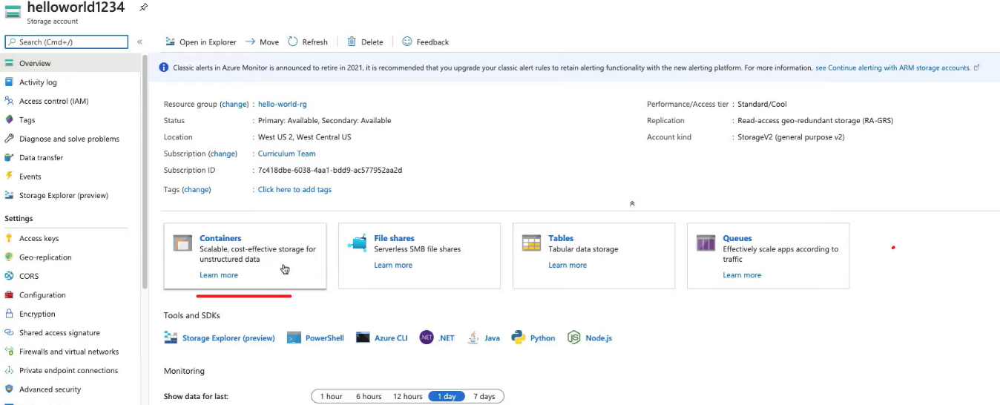 helloworld1234
Storage account
Search (Cmd+/)
«
Open in Explorer
Move
Refresh
Delete
Feedback
Overview
Activity log
Access control (IAM)
Tags
Diagnose and solve problems
Data transfer
Events
Storage Explorer (preview)
Settings
Access keys
Geo-replication
CORS
Configuration
Encryption
Shared access signature
Firewalls and virtual networks
Private endpoint connections
Advanced security
Classic alerts in Azure Monitor is announced to retire in 2021, it is recommended that you upgrade your classic alert rules to retain alerting functionality with the new alerting platform. For more information, see Continue alerting with ARM storage accounts.
Resource group (change) : hello-world-rg
Status : Primary: Available, Secondary: Available
Location : West US 2, West Central US
Subscription (change) : Curriculum Team
Subscription ID : 7c418dbe-6038-4aa1-bdd9-ac577952aa2d
Tags (change) : Click here to add tags
Performance/Access tier : Standard/Cool
Replication : Read-access geo-redundant storage (RA-GRS)
Account kind : StorageV2 (general purpose v2)
Containers
Scalable, cost-effective storage for
unstructured data
Learn more
File shares
Serverless SMB file shares
Learn more
Tables
Tabular data storage
Learn more
Queues
Effectively scale apps according to
traffic
Learn more
Tools and SDKs
Storage Explorer (preview)
PowerShell
Azure CLI
NET .NET
Java
Python
JS Node.js
Monitoring
Show data for last:
1 hour
6 hours
12 hours
1 day
7 days